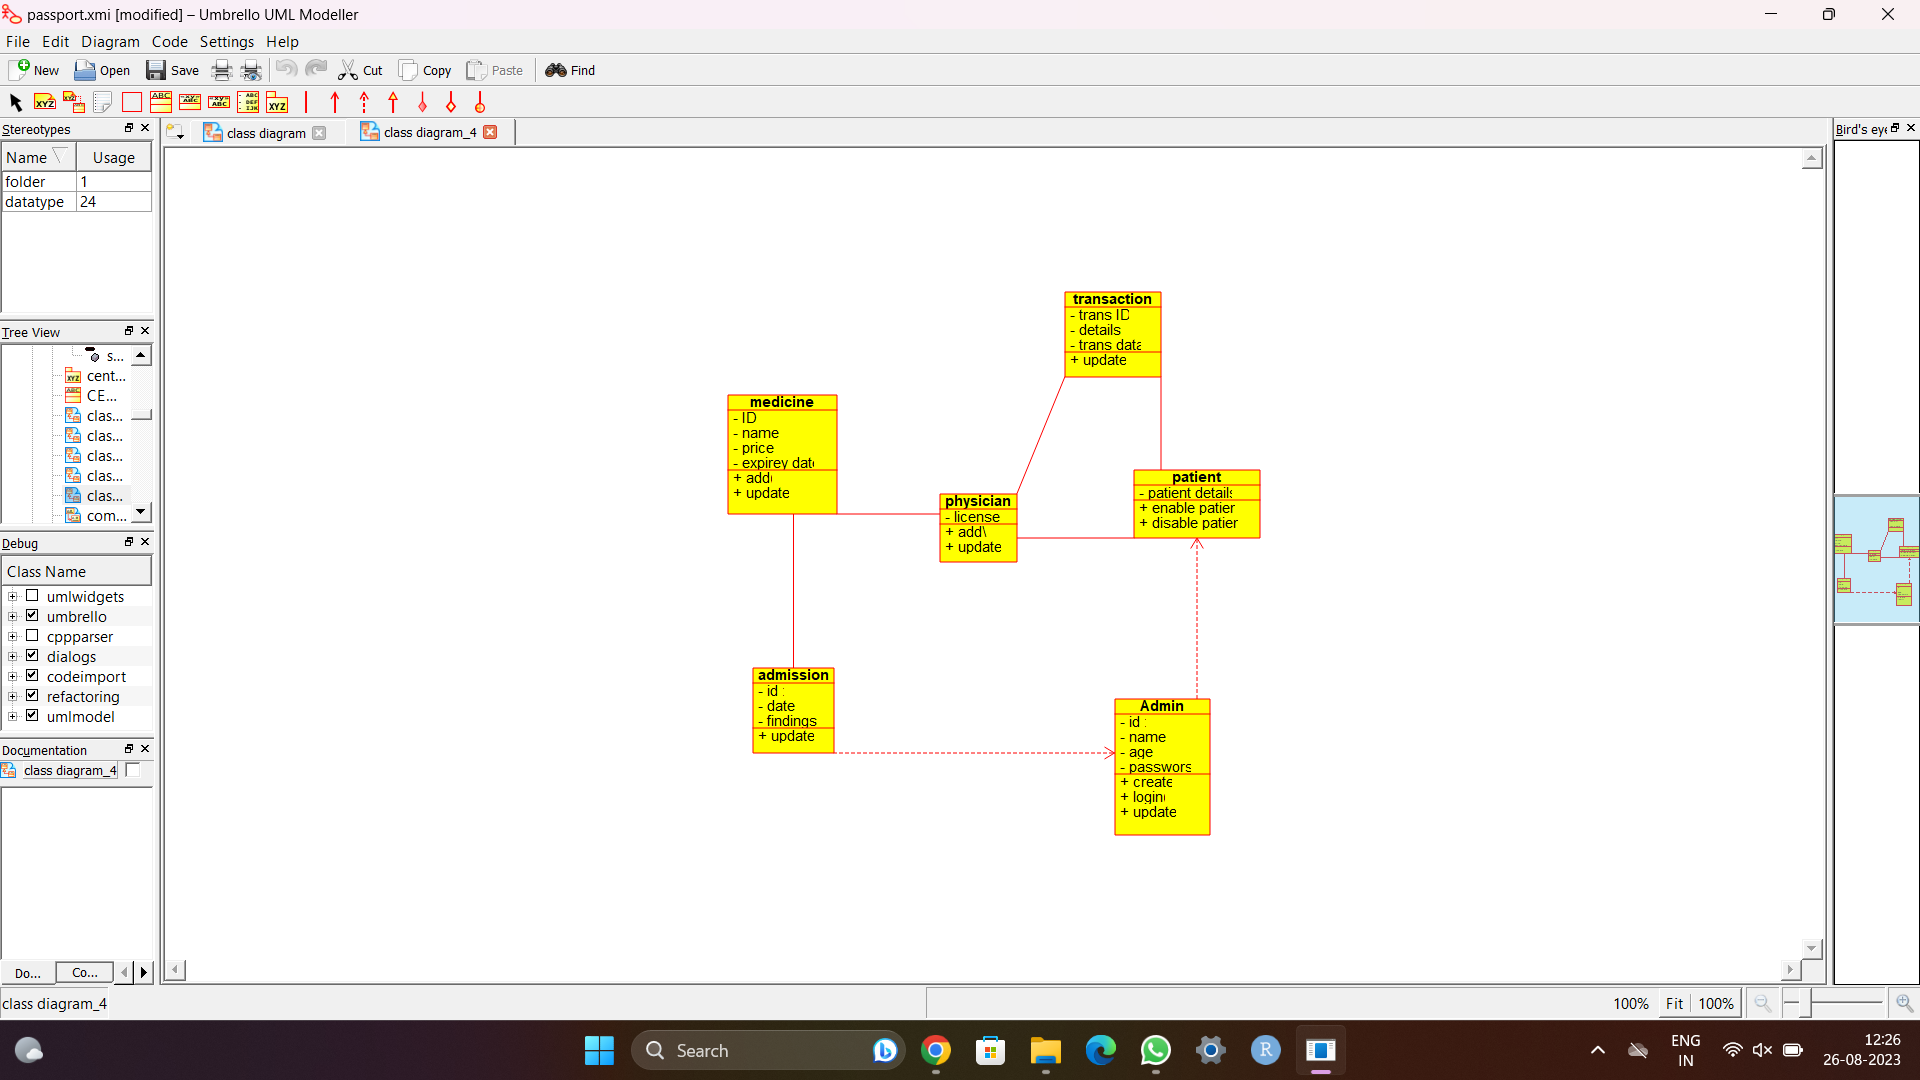 passport.xmi [modified] – Umbrello UML Modeller
File Edit Diagram Code Settings Help
New Open Save Cut Copy Paste Find
Stereotypes
Name Usage
folder 1
datatype 24
Tree View
s...
cent...
CE...
clas...
clas...
clas...
clas...
clas...
com...
Debug
Class Name
umlwidgets
umbrello
cppparser
dialogs
codeimport
refactoring
umlmodel
Documentation
class diagram_4
Do... Co...
class diagram class diagram_4
transaction
- trans ID
- details
- trans data
+ update
medicine
- ID
- name
- price
- expirey date
+ add(
+ update
physician
- license
+ add\
+ update
patient
- patient details
+ enable patier
+ disable patier
admission
- id :
- date
- findings
+ update
Admin
- id :
- name
- age
- passwors
+ create
+ login(
+ update
Bird's eye
class diagram_4
100% Fit 100%
Search
ENG
IN
12:26
26-08-2023